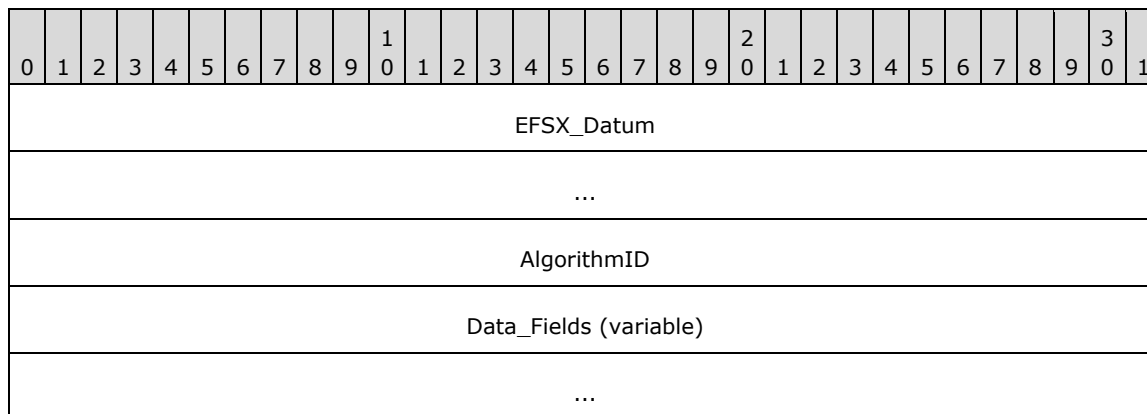 1 2 3
0 1 2 3 4 5 6 7 8 9 0 1 2 3 4 5 6 7 8 9 0 1 2 3 4 5 6 7 8 9 0 1
EFSX_Datum
...
AlgorithmID
Data_Fields (variable)
...